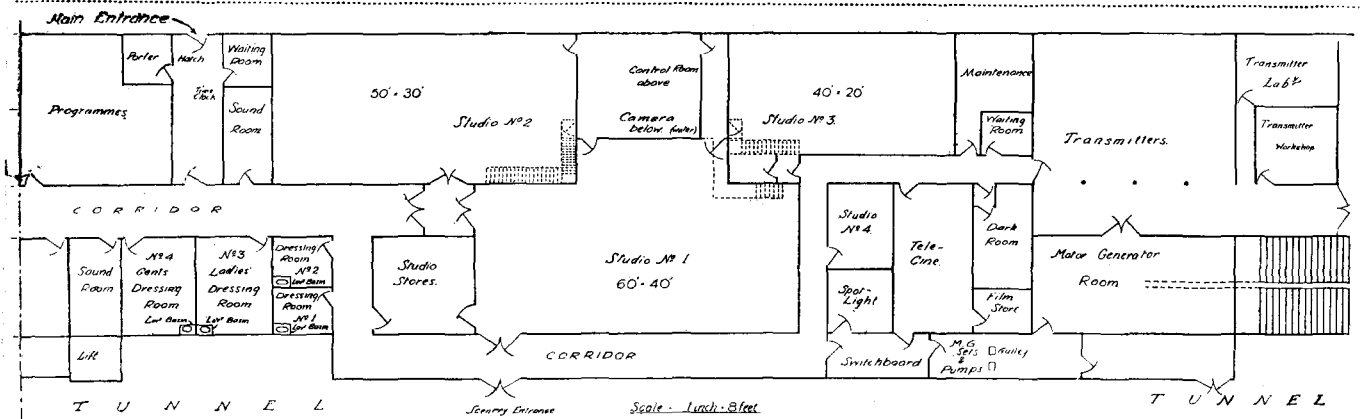 Main Entrance
Porter
Hatch
Waiting
Room
Time
Clock
Programmes
Sound
Room
50' × 30'
Studio Nº 2
Control Room
above
Camera
below. (water)
40' × 20'
Studio Nº 3.
Maintenance
Waiting
Room
Transmitters.
Transmitter
Labʸ
Transmitter
Workshop
CORRIDOR
Sound
Room
Nº 4
Gents
Dressing
Room
Lav Basin
Nº 3
Ladies'
Dressing
Room
Lav Basin
Dressing
Room
Nº 2
Lav Basin
Dressing
Room
Nº 1
Lav Basin
Studio
Stores.
Studio Nº 1
60' × 40'
Studio
Nº 4.
Spot-
Light
Tele-
Cine.
Dark
Room
Film
Store
Motor Generator
Room
Lift
CORRIDOR
Switchboard
M.G.
Sets
&
Pumps
Gulley
TUNNEL
Scenery Entrance
Scale - 1 inch - 8 feet
TUNNEL